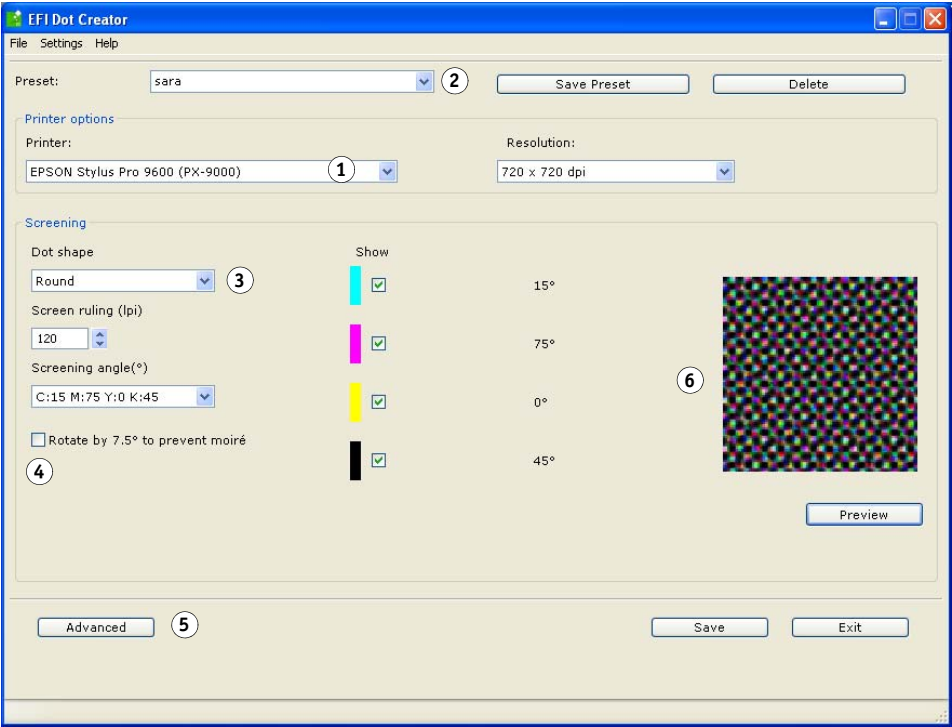 EFI Dot Creator
File Settings Help
Preset: sara 2 Save Preset Delete
Printer options
Printer: Resolution:
EPSON Stylus Pro 9600 (PX-9000) 1 720 x 720 dpi
Screening
Dot shape Show
Round 3 15°
Screen ruling (lpi)
120 75°
Screening angle(°)
6
C:15 M:75 Y:0 K:45 0°
Rotate by 7.5° to prevent moiré
4 45°
Preview
Advanced 5 Save Exit